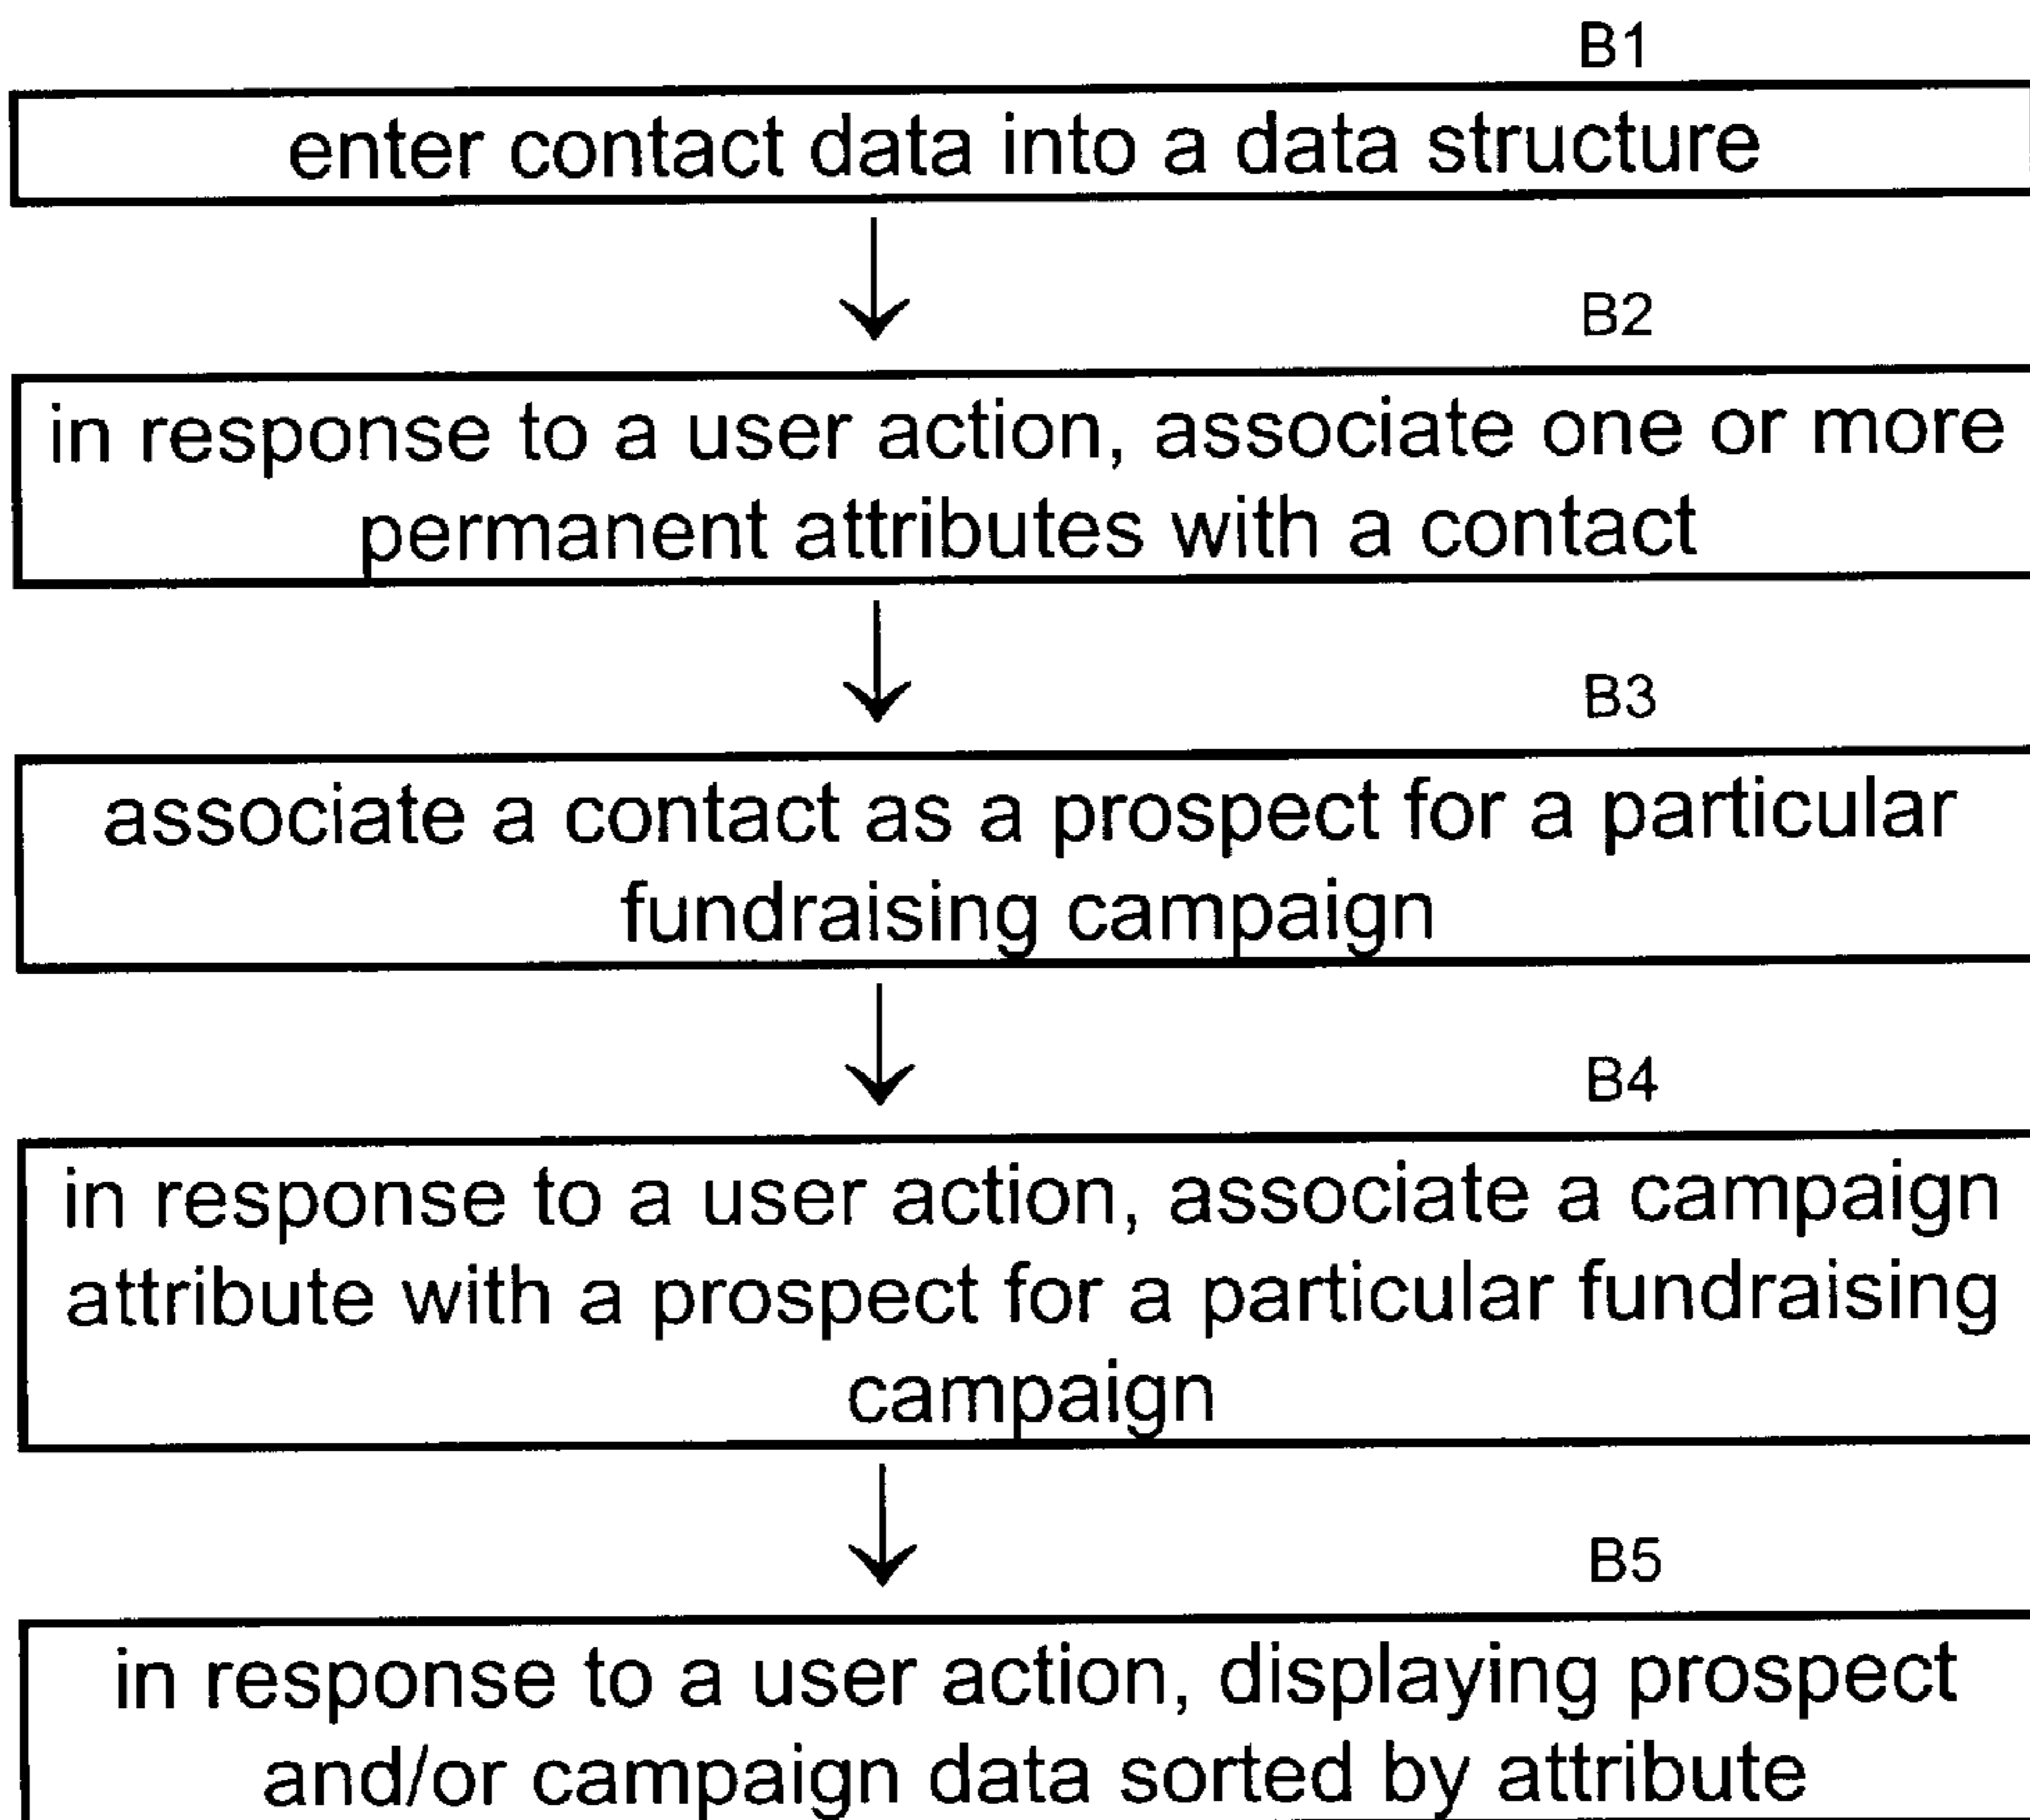 B1
enter contact data into a data structure
B2
in response to a user action, associate one or more
permanent attributes with a contact
B3
associate a contact as a prospect for a particular
fundraising campaign
B4
in response to a user action, associate a campaign
attribute with a prospect for a particular fundraising
campaign
B5
in response to a user action, displaying prospect
and/or campaign data sorted by attribute